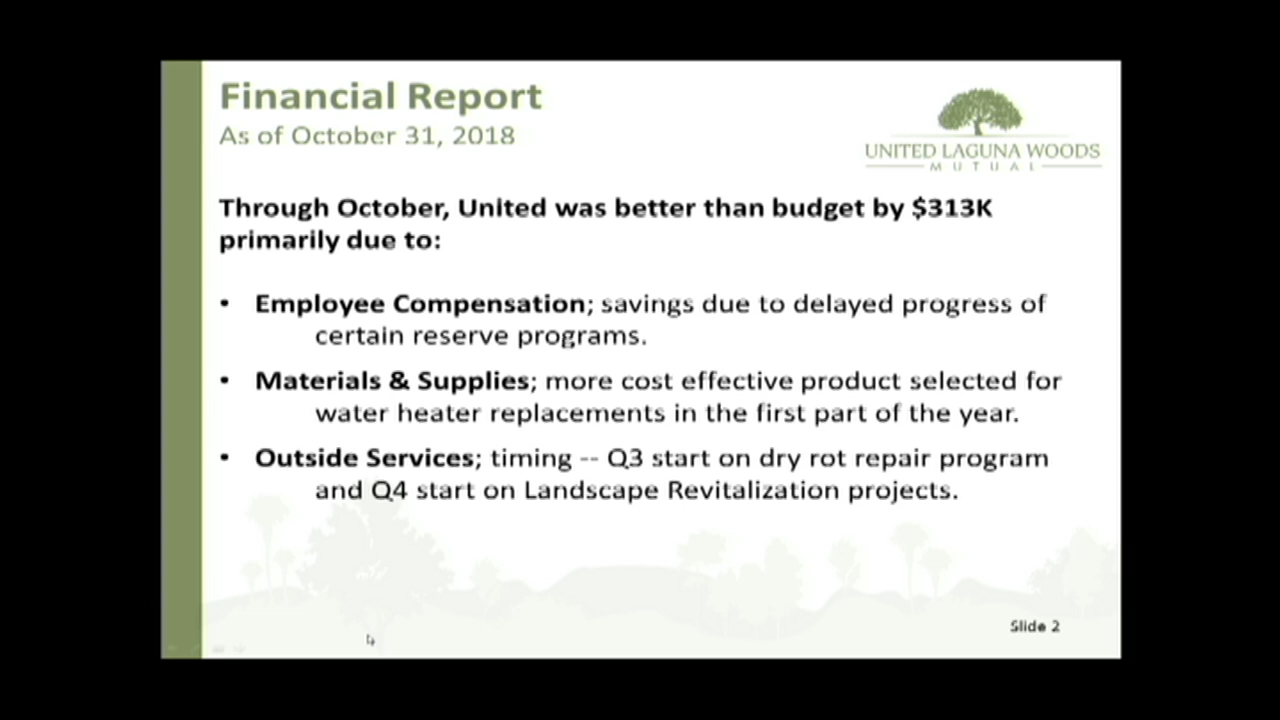 Financial Report
As of October 31, 2018
UNITED LAGUNA WOODS
MUTUAL
Through October, United was better than budget by $313K
primarily due to:
• Employee Compensation; savings due to delayed progress of
certain reserve programs.
• Materials & Supplies; more cost effective product selected for
water heater replacements in the first part of the year.
• Outside Services; timing -- Q3 start on dry rot repair program
and Q4 start on Landscape Revitalization projects.
Slide 2